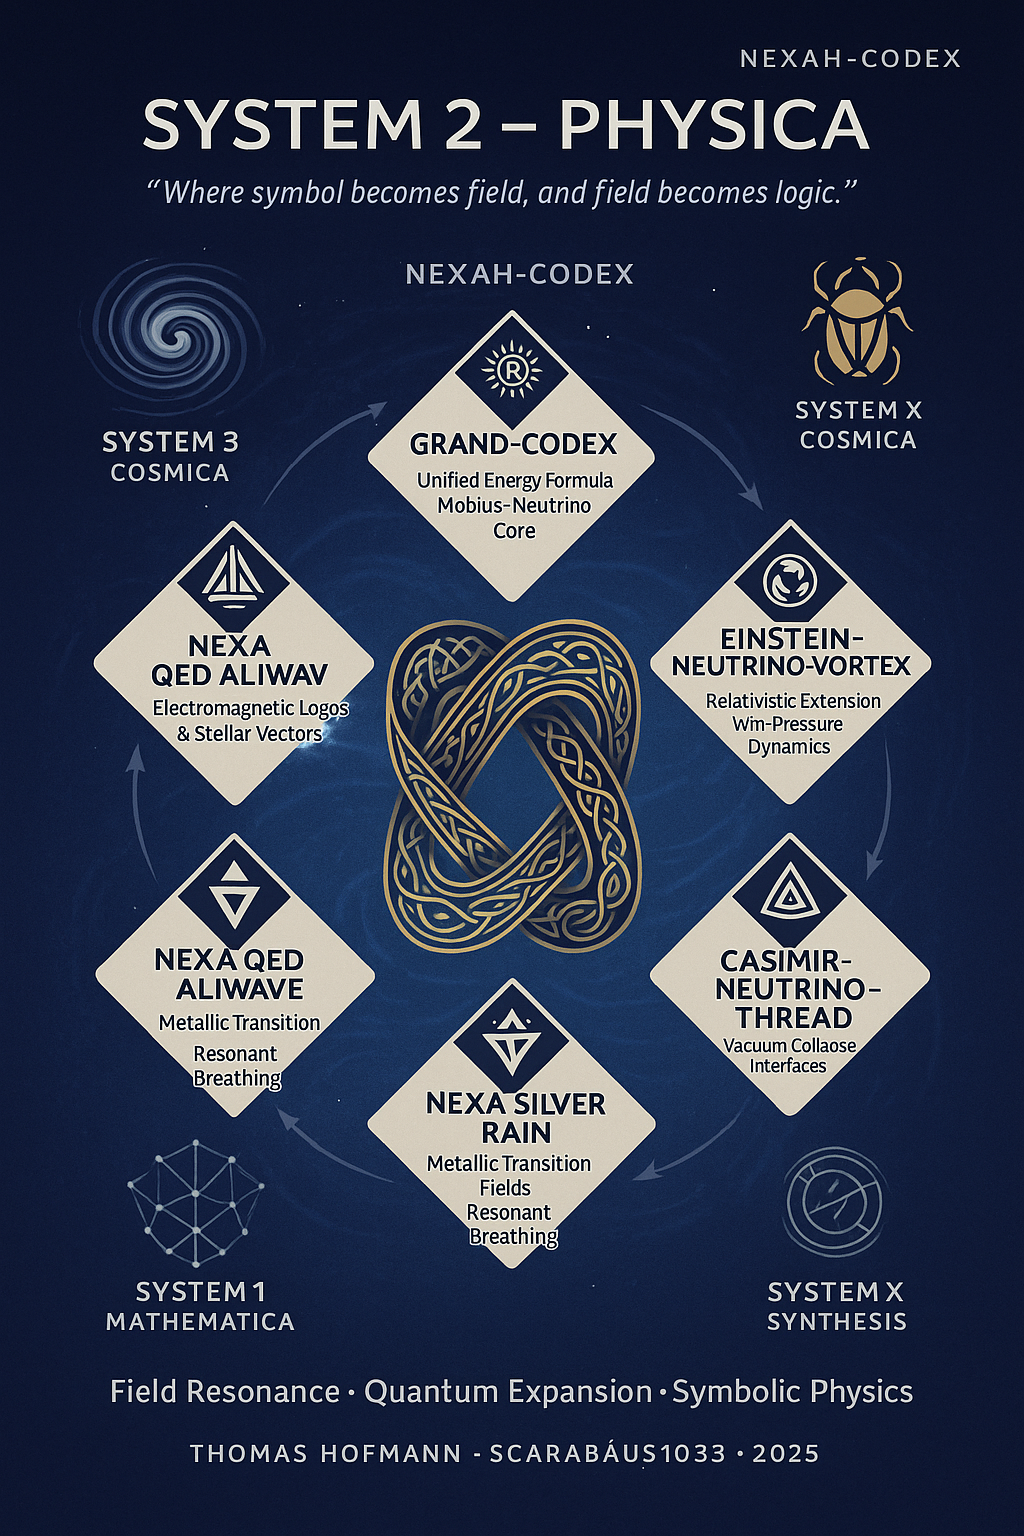 NEXAH-CODEX
SYSTEM 2 – PHYSICA
“Where symbol becomes field, and field becomes logic.”
NEXAH-CODEX
SYSTEM 3
COSMICA
SYSTEM X
COSMICA
R
GRAND-CODEX
Unified Energy Formula
Mobius-Neutrino
Core
NEXA
QED ALIWAV
Electromagnetic Logos
& Stellar Vectors
EINSTEIN-
NEUTRINO-VORTEX
Relativistic Extension
Wm-Pressure
Dynamics
NEXA QED
ALIWAVE
Metallic Transition
Resonant
Breathing
CASIMIR-
NEUTRINO-
THREAD
Vacuum Collaose
Interfaces
NEXA SILVER
RAIN
Metallic Transition
Fields
Resonant
Breathing
SYSTEM 1
MATHEMATICA
SYSTEM X
SYNTHESIS
Field Resonance · Quantum Expansion · Symbolic Physics
THOMAS HOFMANN - SCARABÁUS1033 · 2025